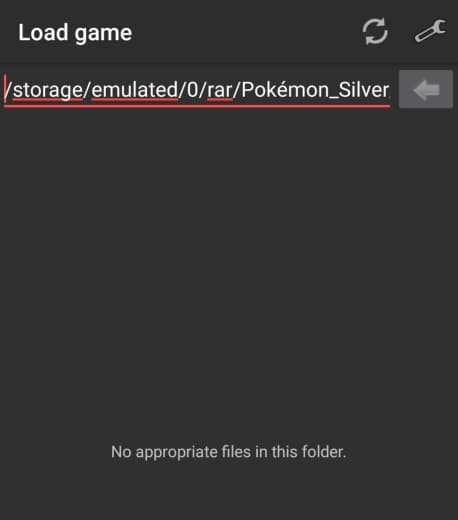 Load game
/storage/emulated/0/rar/Pokémon_Silver
No appropriate files in this folder.